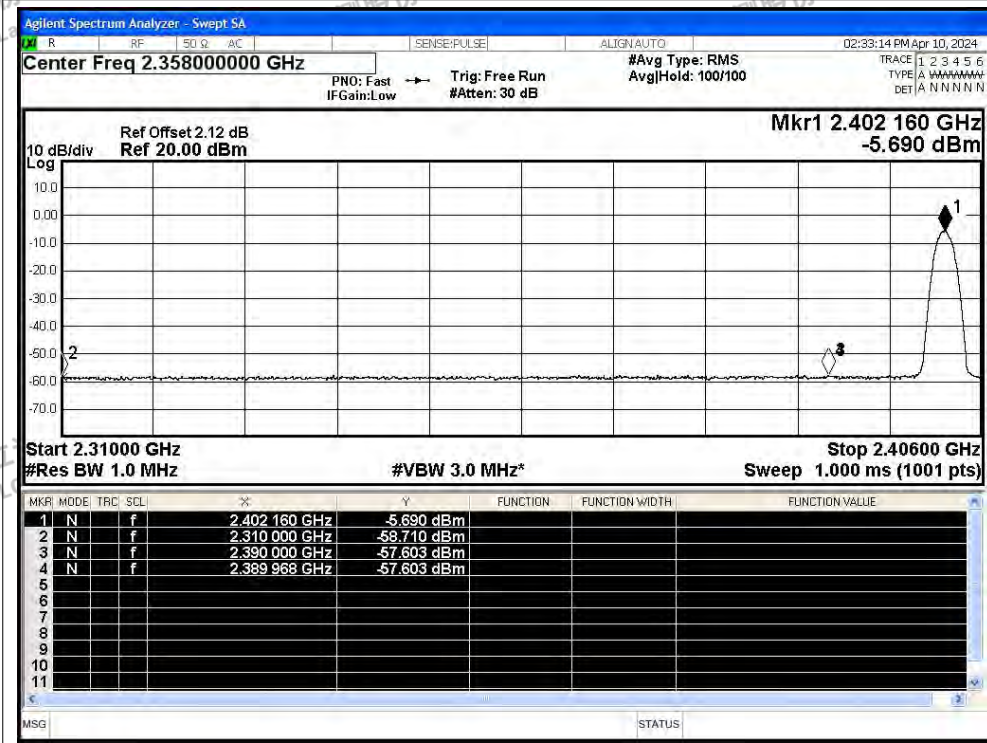 Agilent Spectrum Analyzer - Swept SA
R RF 50 Ω AC SENSE:PULSE ALIGN AUTO 02:33:14 PM Apr 10, 2024
Center Freq 2.358000000 GHz
PNO: Fast
IFGain:Low
Trig: Free Run
#Atten: 30 dB
#Avg Type: RMS
Avg|Hold: 100/100
TRACE 1 2 3 4 5 6
TYPE A WWWWW
DET A N N N N N
Ref Offset 2.12 dB
10 dB/div Ref 20.00 dBm
Log
Mkr1 2.402 160 GHz
-5.690 dBm
10.0
0.00
-10.0
-20.0
-30.0
-40.0
-50.0
-60.0
-70.0
1
2
Start 2.31000 GHz Stop 2.40600 GHz
#Res BW 1.0 MHz #VBW 3.0 MHz* Sweep 1.000 ms (1001 pts)
MKR MODE TRC SCL X Y FUNCTION FUNCTION WIDTH FUNCTION VALUE
1 N f 2.402 160 GHz -5.690 dBm
2 N f 2.310 000 GHz -58.710 dBm
3 N f 2.390 000 GHz -57.603 dBm
4 N f 2.389 968 GHz -57.603 dBm
5
6
7
8
9
10
11
MSG STATUS